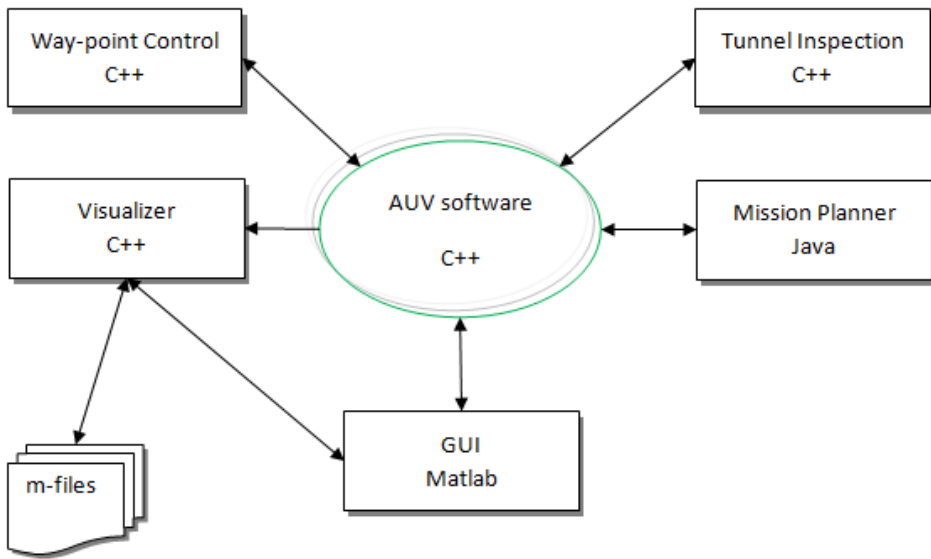 Way-point Control
C++
Tunnel Inspection
C++
Visualizer
C++
AUV software
C++
Mission Planner
Java
GUI
Matlab
m-files